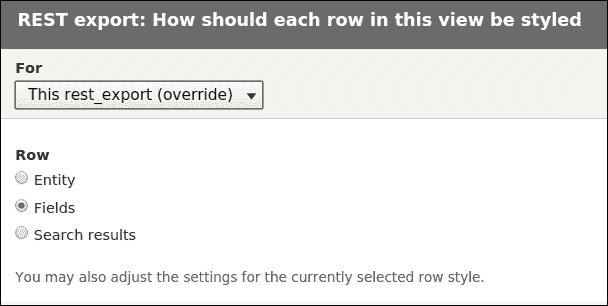 REST export: How should each row in this view be styled
For
This rest_export (override)
Row
Entity
Fields
Search results
You may also adjust the settings for the currently selected row style.